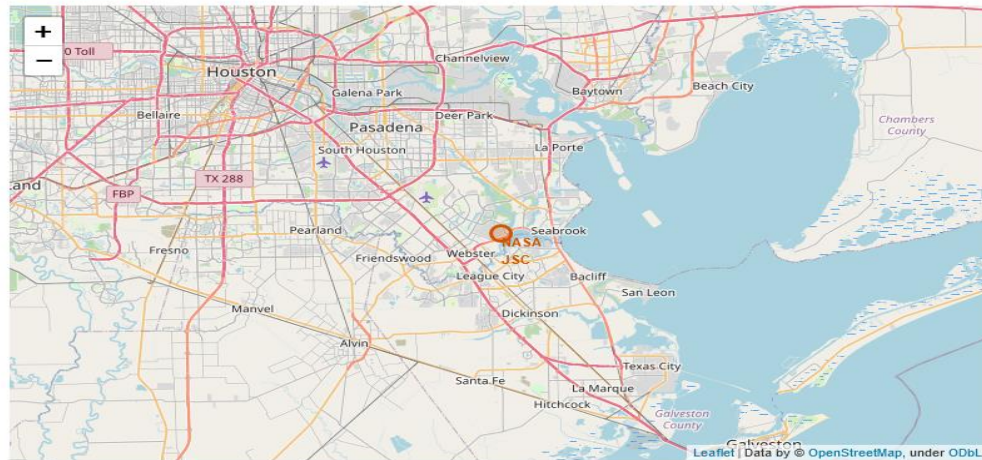 +
−
0 Toll
Houston
Channelview
Galena Park
Baytown
Beach City
Bellaire
Pasadena
Deer Park
Chambers
County
South Houston
La Porte
land
FBP
TX 288
Pearland
Seabrook
NASA
JSC
Fresno
Friendswood
Webster
League City
Bacliff
San Leon
Manvel
Dickinson
Alvin
Texas City
Santa Fe
La Marque
Hitchcock
Galveston
County
Galveston
Leaflet | Data by © OpenStreetMap, under ODbL